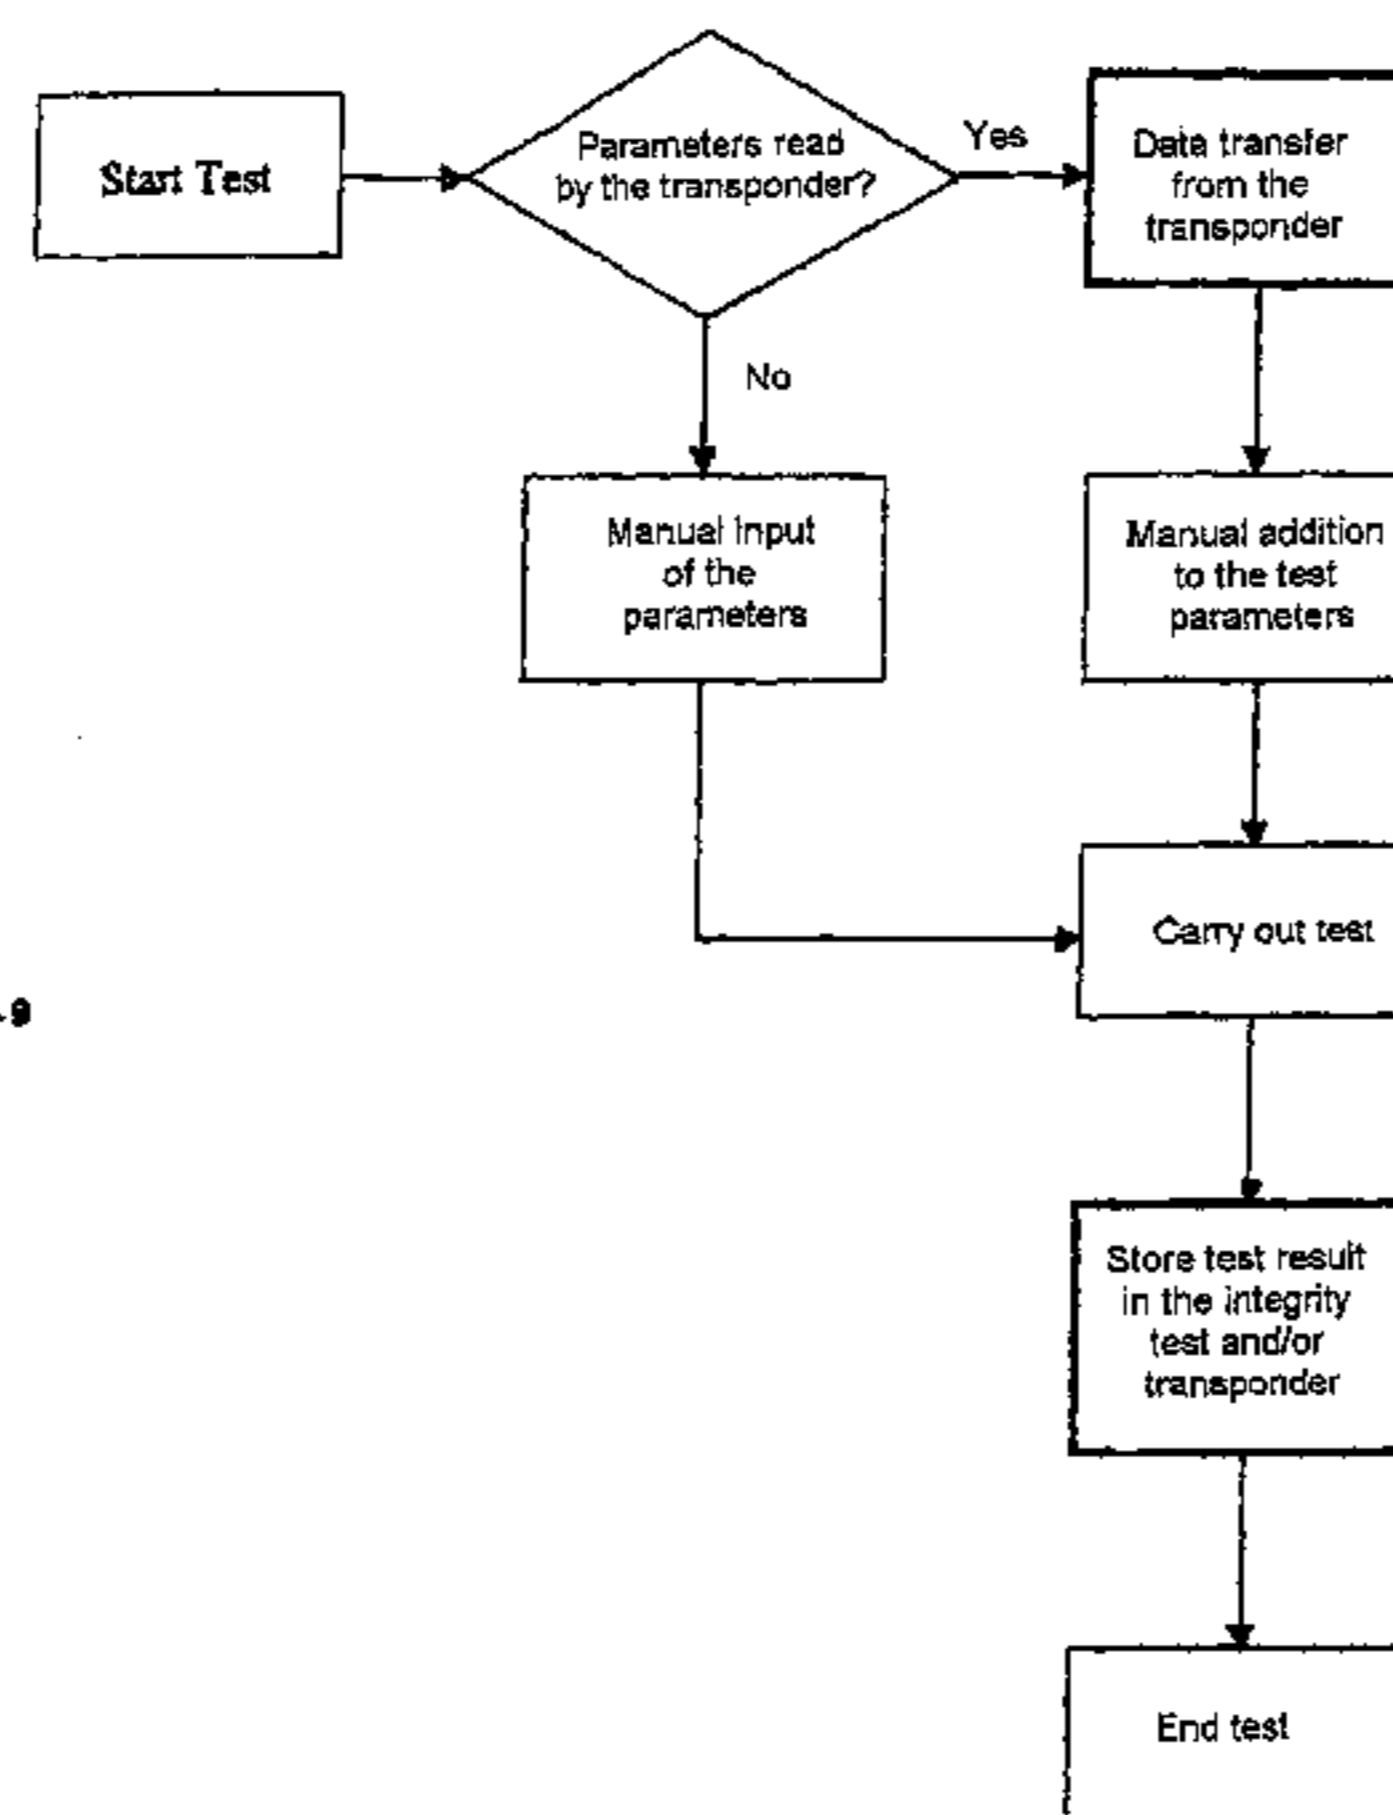 Start Test
Parameters read
by the transponder?
Yes
Data transfer
from the
transponder
No
Manual input
of the
parameters
Manual addition
to the test
parameters
Carry out test
9
Store test result
in the integrity
test and/or
transponder
End test